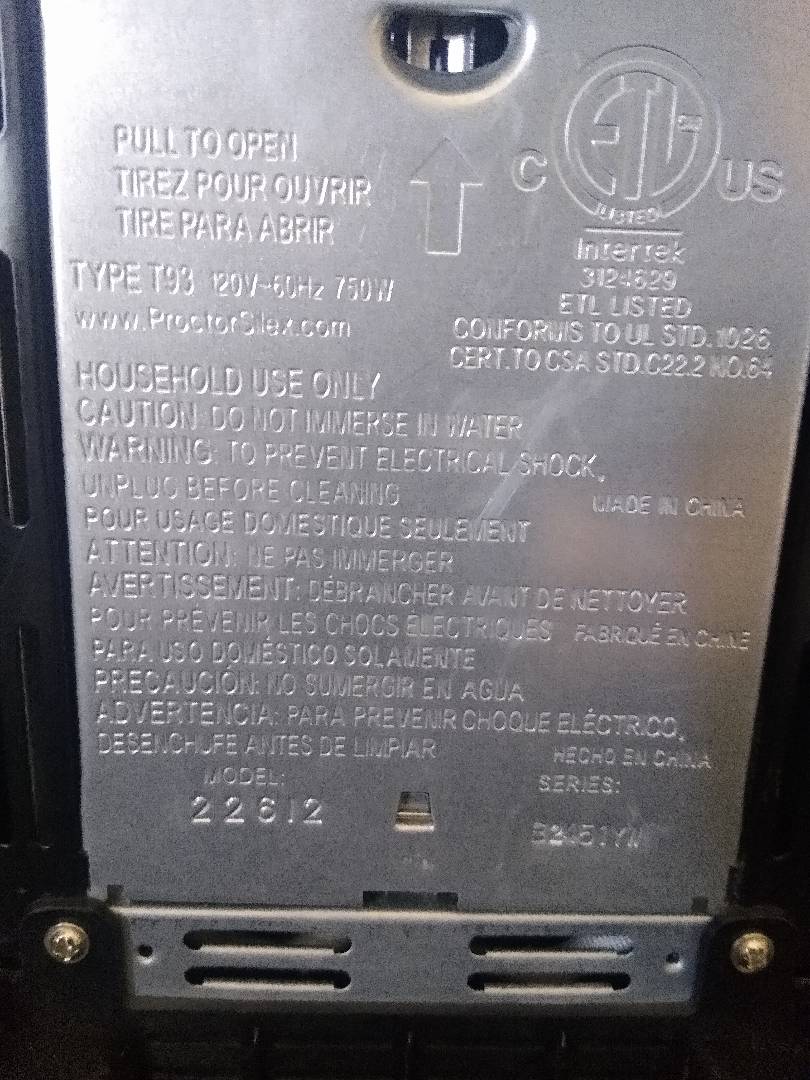 PULL TO OPEN
TIREZ POUR OUVRIR
TIRE PARA ABRIR
C ETL US
LISTED
Intertek
3124629
ETL LISTED
CONFORMS TO UL STD.1026
CERT.TO CSA STD.C22.2 NO.64
TYPE T93 120V~60Hz 750W
www.ProctorSilex.com
HOUSEHOLD USE ONLY
CAUTION: DO NOT IMMERSE IN WATER
WARNING: TO PREVENT ELECTRICAL SHOCK,
UNPLUG BEFORE CLEANING
MADE IN CHINA
POUR USAGE DOMESTIQUE SEULEMENT
ATTENTION: NE PAS IMMERGER
AVERTISSEMENT: DÉBRANCHER AVANT DE NETTOYER
POUR PRÉVENIR LES CHOCS ÉLECTRIQUES
FABRIQUÉ EN CHINE
PARA USO DOMÉSTICO SOLAMENTE
PRECAUCIÓN: NO SUMERGIR EN AGUA
ADVERTENCIA: PARA PREVENIR CHOQUE ELÉCTRICO,
DESENCHUFE ANTES DE LIMPIAR
HECHO EN CHINA
MODEL:
22612
SERIES: